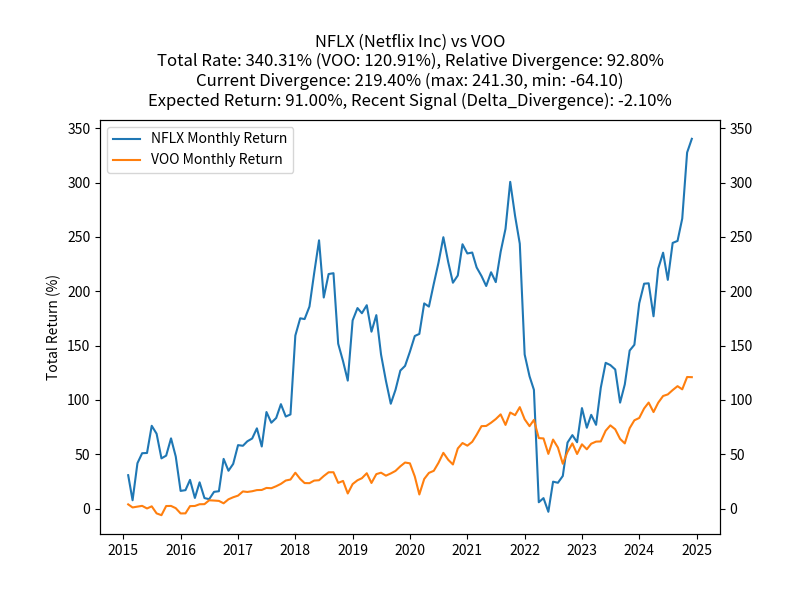 NFLX (Netflix Inc) vs VOO
Total Rate: 340.31% (VOO: 120.91%), Relative Divergence: 92.80%
Current Divergence: 219.40% (max: 241.30, min: -64.10)
Expected Return: 91.00%, Recent Signal (Delta_Divergence): -2.10%
NFLX Monthly Return
VOO Monthly Return
Total Return (%)
350
300
250
200
150
100
50
0
350
300
250
200
150
100
50
0
2015 2016 2017 2018 2019 2020 2021 2022 2023 2024 2025